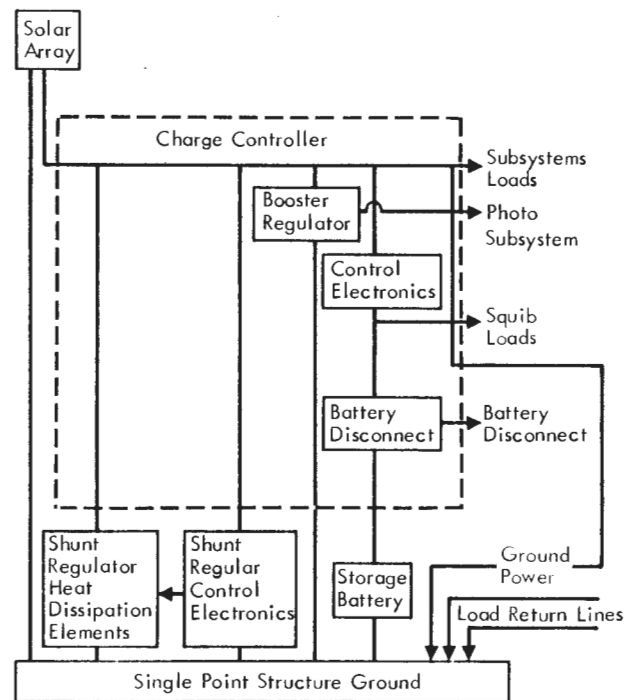 Solar
Array
Charge Controller
Subsystems
Loads
Booster
Regulator
Photo
Subsystem
Control
Electronics
Squib
Loads
Battery
Disconnect
Battery
Disconnect
Shunt
Regulator
Heat
Dissipation
Elements
Shunt
Regular
Control
Electronics
Storage
Battery
Ground
Power
Load Return Lines
Single Point Structure Ground